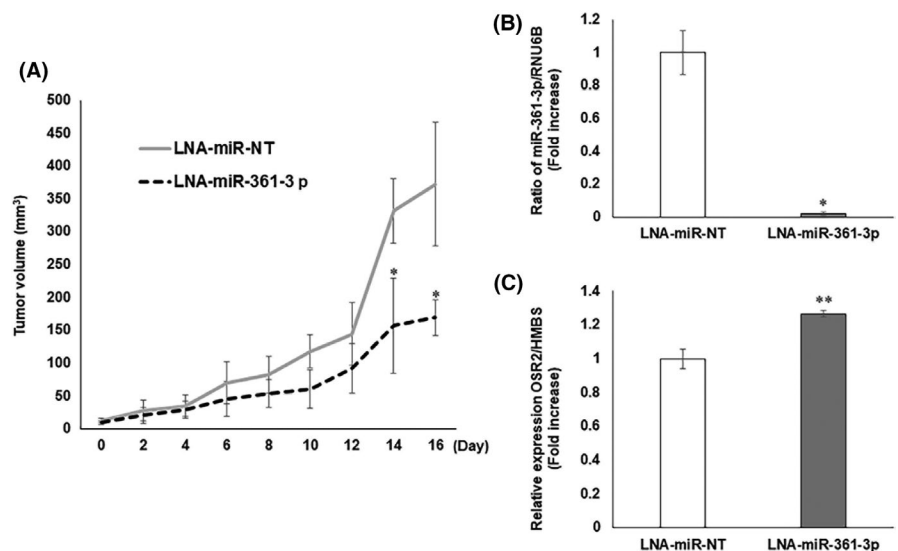 (A)
Tumor volume (mm³)
500
450
400
350
300
250
200
150
100
50
0
LNA-miR-NT
LNA-miR-361-3 p
*
*
0 2 4 6 8 10 12 14 16 (Day)
(B)
Ratio of miR-361-3p/RNU6B
(Fold increase)
1.2
1
0.8
0.6
0.4
0.2
0
*
LNA-miR-NT LNA-miR-361-3p
(C)
Relative expression OSR2/HMBS
(Fold increase)
1.4
1.2
1
0.8
0.6
0.4
0.2
0
**
LNA-miR-NT LNA-miR-361-3p